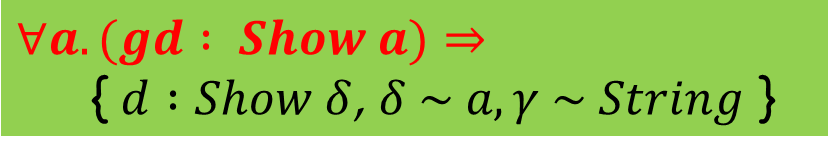 ∀a. (gd : Show a) ⇒
{ d : Show δ, δ ~ a, γ ~ String }